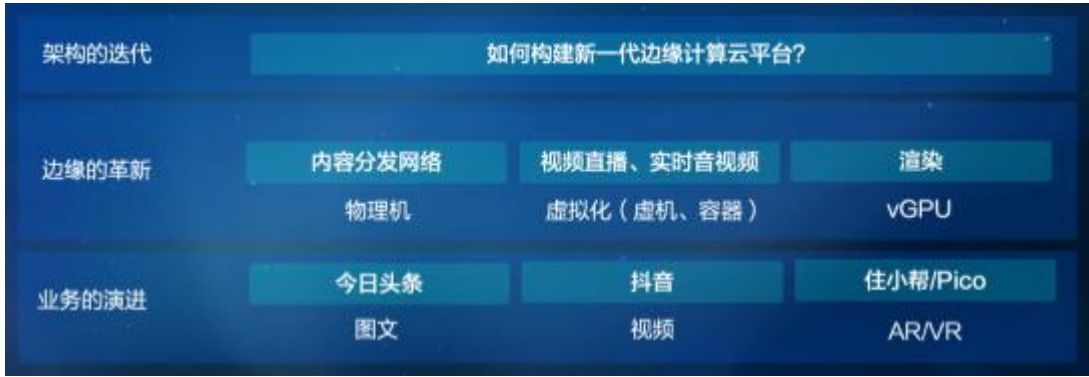 架构的迭代
如何构建新一代边缘计算云平台?
边缘的革新
内容分发网络 视频直播、实时音视频 渲染
物理机 虚拟化(虚机、容器) vGPU
业务的演进
今日头条 抖音 住小帮/Pico
图文 视频 AR/VR